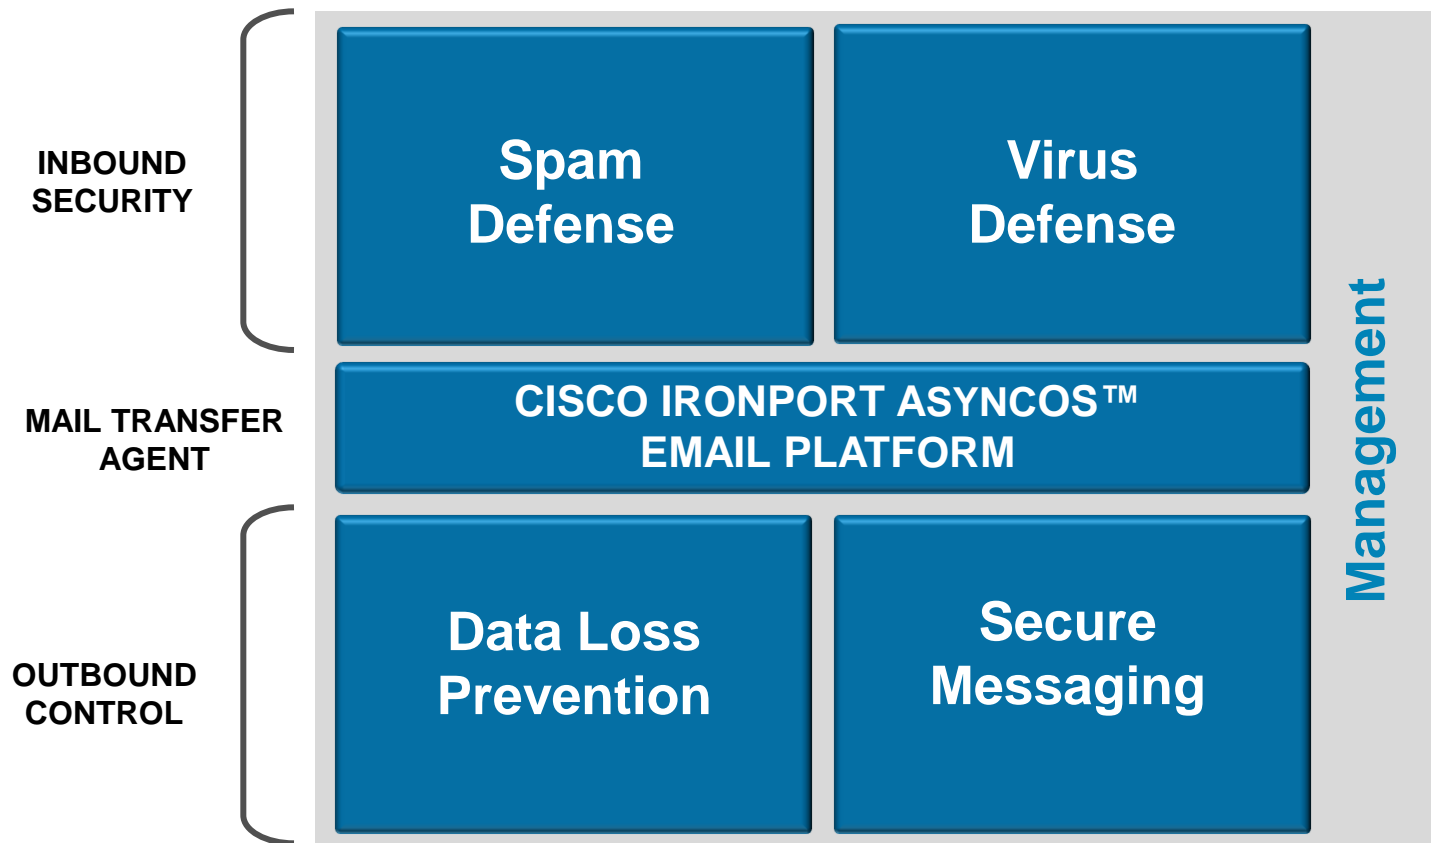 INBOUND
SECURITY
Spam
Defense
Virus
Defense
MAIL TRANSFER
AGENT
CISCO IRONPORT ASYNCOS™
EMAIL PLATFORM
OUTBOUND
CONTROL
Data Loss
Prevention
Secure
Messaging
Management